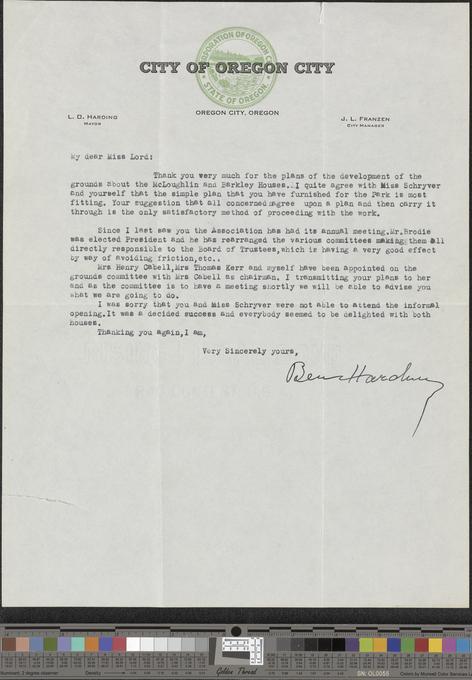 INCORPORATION OF OREGON CITY
STATE OF OREGON
CITY OF OREGON CITY
OREGON CITY, OREGON
L. D. HARDING
MAYOR
J. L. FRANZEN
CITY MANAGER
My dear Miss Lord:
Thank you very much for the plans of the development of the
grounds about the McLoughlin and Barkley Houses. I quite agree with Miss Schryver
and yourself that the simple plan that you have furnished for the Park is most
fitting. Your suggestion that all concerned agree upon a plan and then carry it
through is the only satisfactory method of proceeding with the work.
Since I last saw you the Association has had its annual meeting.Mr.Brodie
was elected President and he has rearranged the various committees making them all
directly responsible to the Board of Trustees,which is having a very good effect
by way of avoiding friction,etc..
Mrs Henry Cabell,Mrs Thomas Kerr and myself have been appointed on the
grounds committee with Mrs Cabell as chairman. I transmitting your plans to her
and as the committee is to have a meeting shortly we will be able to advise you
what we are going to do.
I was sorry that you and Miss Schryver were not able to attend the informal
opening.It was a decided success and everybody seemed to be delighted with both
houses.
Thanking you again,I am,
Very Sincerely yours,
Ben Harding
Golden Thread
SN: OL0055
Colors by Munsell Color Services